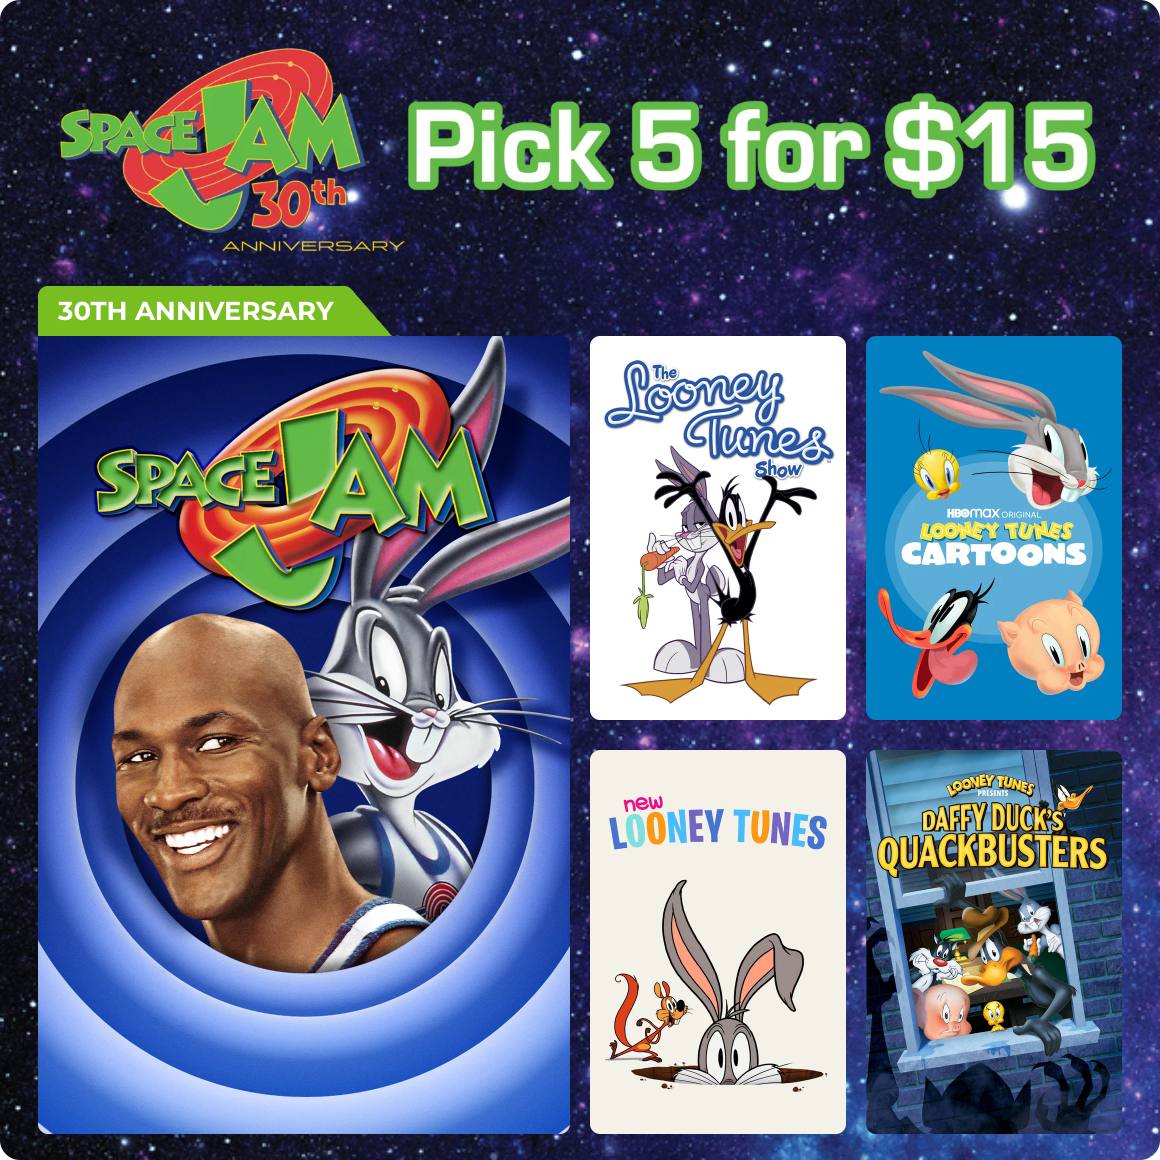 SPACE JAM
30th
ANNIVERSARY
Pick 5 for $15
30TH ANNIVERSARY
SPACE JAM
The
Looney
Tunes
Show
HBOmax ORIGINAL
LOONEY TUNES
CARTOONS
new
LOONEY TUNES
LOONEY TUNES
PRESENTS
DAFFY DUCK'S
QUACKBUSTERS